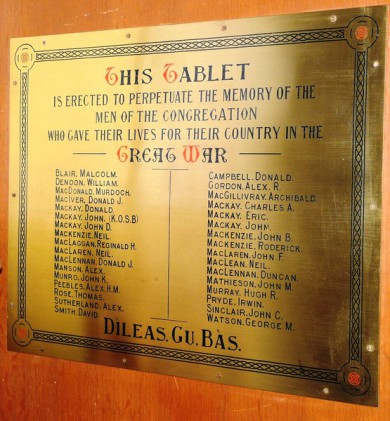 THIS TABLET
IS ERECTED TO PERPETUATE THE MEMORY OF THE
MEN OF THE CONGREGATION
WHO GAVE THEIR LIVES FOR THEIR COUNTRY IN THE
GREAT WAR
BLAIR, MALCOLM.
DENOON, WILLIAM.
MACDONALD, MURDOCH.
MACIVER, DONALD J.
MACKAY, DONALD.
MACKAY, JOHN, (K.O.S.B)
MACKAY, JOHN D.
MACKENZIE, NEIL.
MACLAGGAN, REGINALD H.
MACLAREN, NEIL.
MACLENNAN, DONALD J.
MANSON, ALEX.
MUNRO, JOHN K.
PEEBLES, ALEX. H.M.
ROSE, THOMAS.
SUTHERLAND, ALEX.
SMITH, DAVID.
CAMPBELL, DONALD.
GORDON, ALEX. R.
MACGILLIVRAY, ARCHIBALD.
MACKAY, CHARLES A.
MACKAY, ERIC.
MACKAY, JOHN.
MACKENZIE, JOHN B.
MACKENZIE, RODERICK.
MACLAREN, JOHN F.
MACLEAN, NEIL.
MACLENNAN, DUNCAN.
MATHIESON, JOHN M.
MURRAY, HUGH R.
PRYDE, IRWIN.
SINCLAIR, JOHN C.
WATSON, GEORGE M.
DÌLEAS. GU. BÀS.